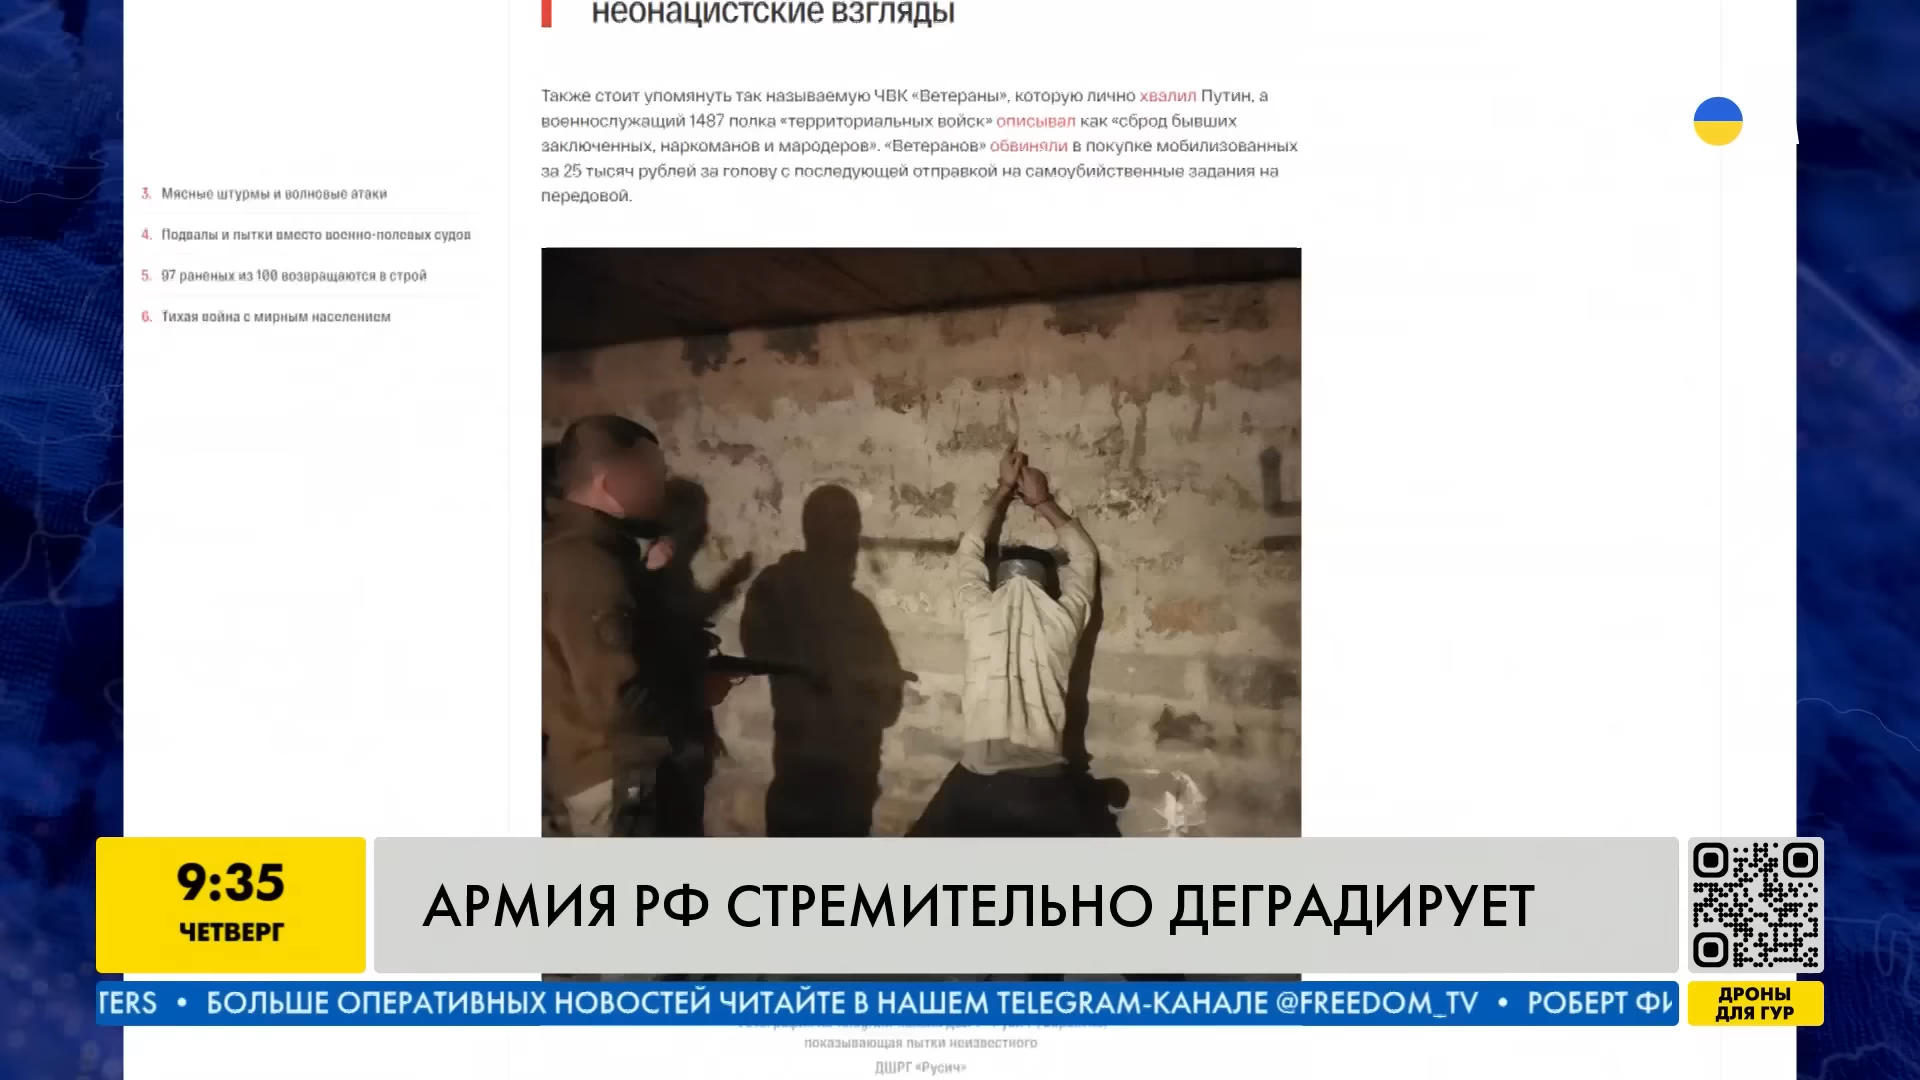 неонацистские взгляды
Также стоит упомянуть так называемую ЧВК «Ветераны», которую лично хвалил Путин, а
военнослужащий 1487 полка «территориальных войск» описывал как «сброд бывших
заключенных, наркоманов и мародеров». «Ветеранов» обвиняли в покупке мобилизованных
за 25 тысяч рублей за голову с последующей отправкой на самоубийственные задания на
передовой.
3. Мясные штурмы и волновые атаки
4. Подвалы и пытки вместо военно-полевых судов
5. 97 раненых из 100 возвращаются в строй
6. Тихая война с мирным населением
9:35
ЧЕТВЕРГ
АРМИЯ РФ СТРЕМИТЕЛЬНО ДЕГРАДИРУЕТ
TERS • БОЛЬШЕ ОПЕРАТИВНЫХ НОВОСТЕЙ ЧИТАЙТЕ В НАШЕМ TELEGRAM-КАНАЛЕ @FREEDOM_TV • РОБЕРТ ФИ
ДРОНЫ
ДЛЯ ГУР
показывающая пытки неизвестного
ДШРГ «Русич»